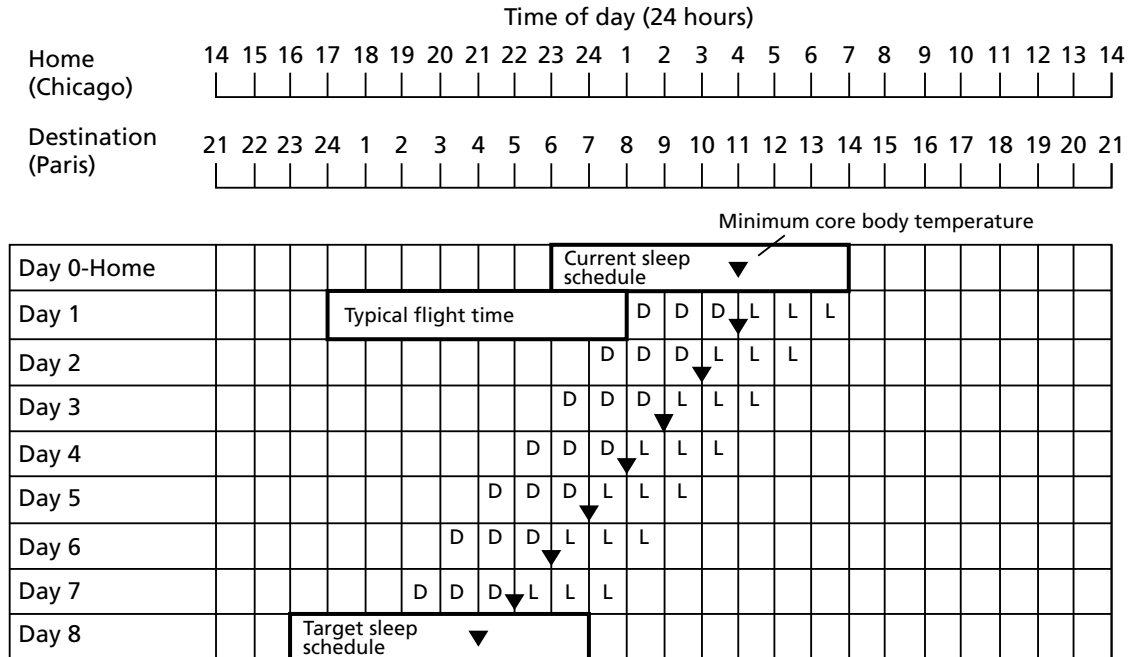 Time of day (24 hours)
Home
(Chicago)
14 15 16 17 18 19 20 21 22 23 24 1 2 3 4 5 6 7 8 9 10 11 12 13 14
Destination
(Paris)
21 22 23 24 1 2 3 4 5 6 7 8 9 10 11 12 13 14 15 16 17 18 19 20 21
Minimum core body temperature
Day 0-Home
Current sleep
schedule
Day 1
Typical flight time
D D D L L L
Day 2
D D D L L L
Day 3
D D D L L L
Day 4
D D D L L L
Day 5
D D D L L L
Day 6
D D D L L L
Day 7
D D D L L L
Day 8
Target sleep
schedule